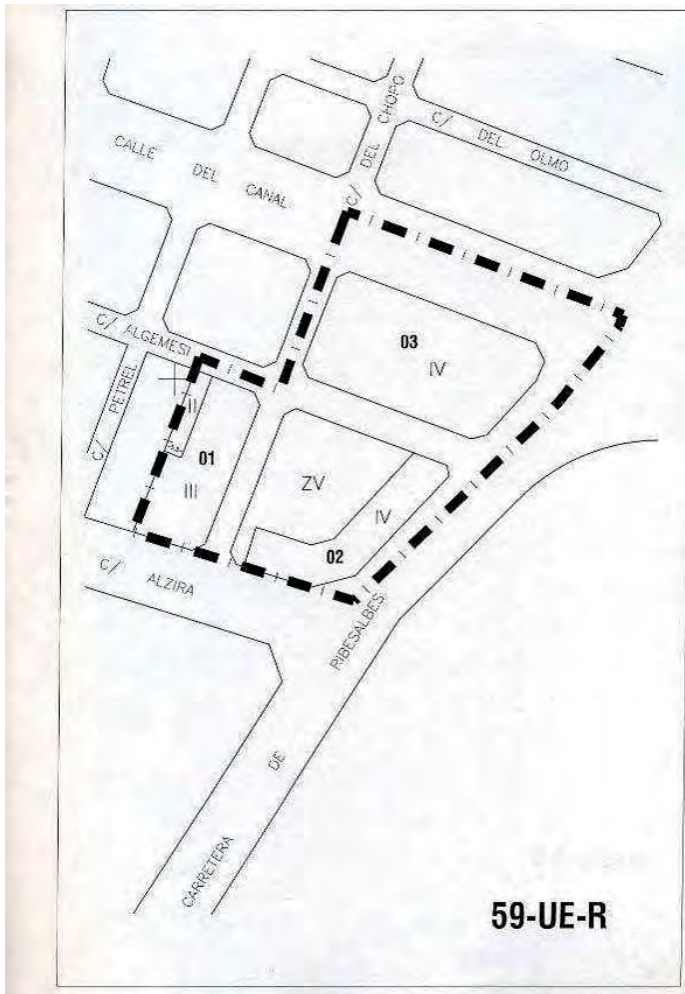 C/ DEL CHOPO
C/ DEL OLMO
CALLE DEL CANAL
C/ ALGEMESI
C/ PETREL
03
IV
III
01
III
ZV
IV
02
C/ ALZIRA
CARRETERA DE RIBESALBES
59-UE-R